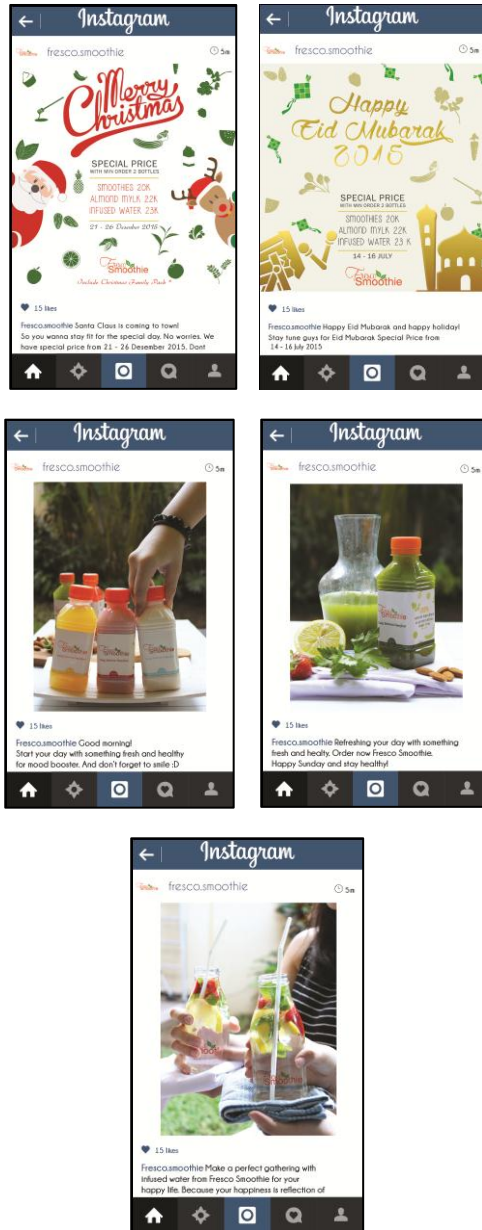 Instagram
fresco.smoothie
5m
Merry
Christmas
SPECIAL PRICE
WITH MIN ORDER 2 BOTTLES
SMOOTHIES 20K
ALMOND MYLK 22K
INFUSED WATER 23K
21 - 26 Desember 2015
Fresco
Smoothie
Include Christmas Family Pack *
15 likes
Fresco.smoothie Santa Claus is coming to town!
So you wanna stay fit for the special day, No worries. We
have special price from 21 - 26 Desember 2015. Dont
Instagram
fresco.smoothie
5m
Happy
Eid Mubarak
2015
SPECIAL PRICE
WITH MIN ORDER 2 BOTTLES
SMOOTHIES 20K
ALMOND MYLK 22K
INFUSED WATER 23 K
14 - 16 JULY
Fresco
Smoothie
15 likes
Fresco.smoothie Happy Eid Mubarak and happy holiday!
Stay tune guys for Eid Mubarak Special Price from
14 - 16 July 2015
Instagram
fresco.smoothie
5m
15 likes
Fresco.smoothie Good morning!
Start your day with something fresh and healthy
for mood booster. And don't forget to smile :D
Instagram
fresco.smoothie
5m
15 likes
Fresco.smoothie Refreshing your day with something
fresh and healty. Order now Fresco Smoothie.
Happy Sunday and stay healthy!
Instagram
fresco.smoothie
5m
Smoothie
15 likes
Fresco.smoothie Make a perfect gathering with
infused water from Fresco Smoothie for your
happy life. Because your happiness is reflection of